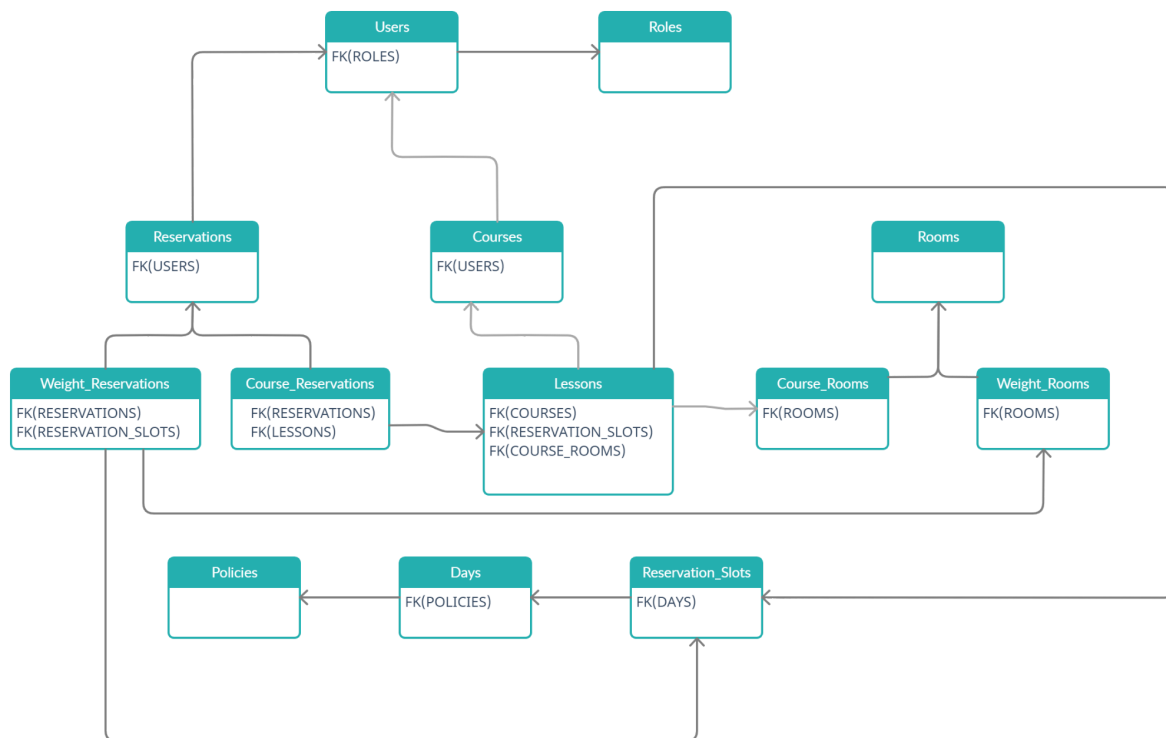 Users
FK(ROLES)
Roles
Reservations
FK(USERS)
Courses
FK(USERS)
Rooms
Weight_Reservations
FK(RESERVATIONS)
FK(RESERVATION_SLOTS)
Course_Reservations
FK(RESERVATIONS)
FK(LESSONS)
Lessons
FK(COURSES)
FK(RESERVATION_SLOTS)
FK(COURSE_ROOMS)
Course_Rooms
FK(ROOMS)
Weight_Rooms
FK(ROOMS)
Policies
Days
FK(POLICIES)
Reservation_Slots
FK(DAYS)